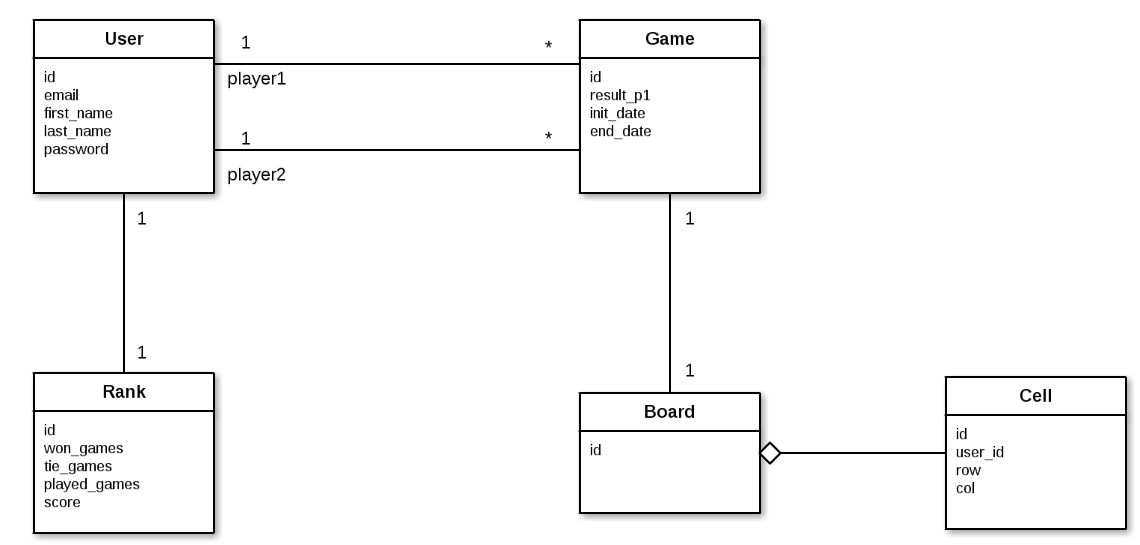 User
id
email
first_name
last_name
password
1
*
player1
1
*
player2
Game
id
result_p1
init_date
end_date
1
1
Rank
id
won_games
tie_games
played_games
score
1
1
Board
id
Cell
id
user_id
row
col